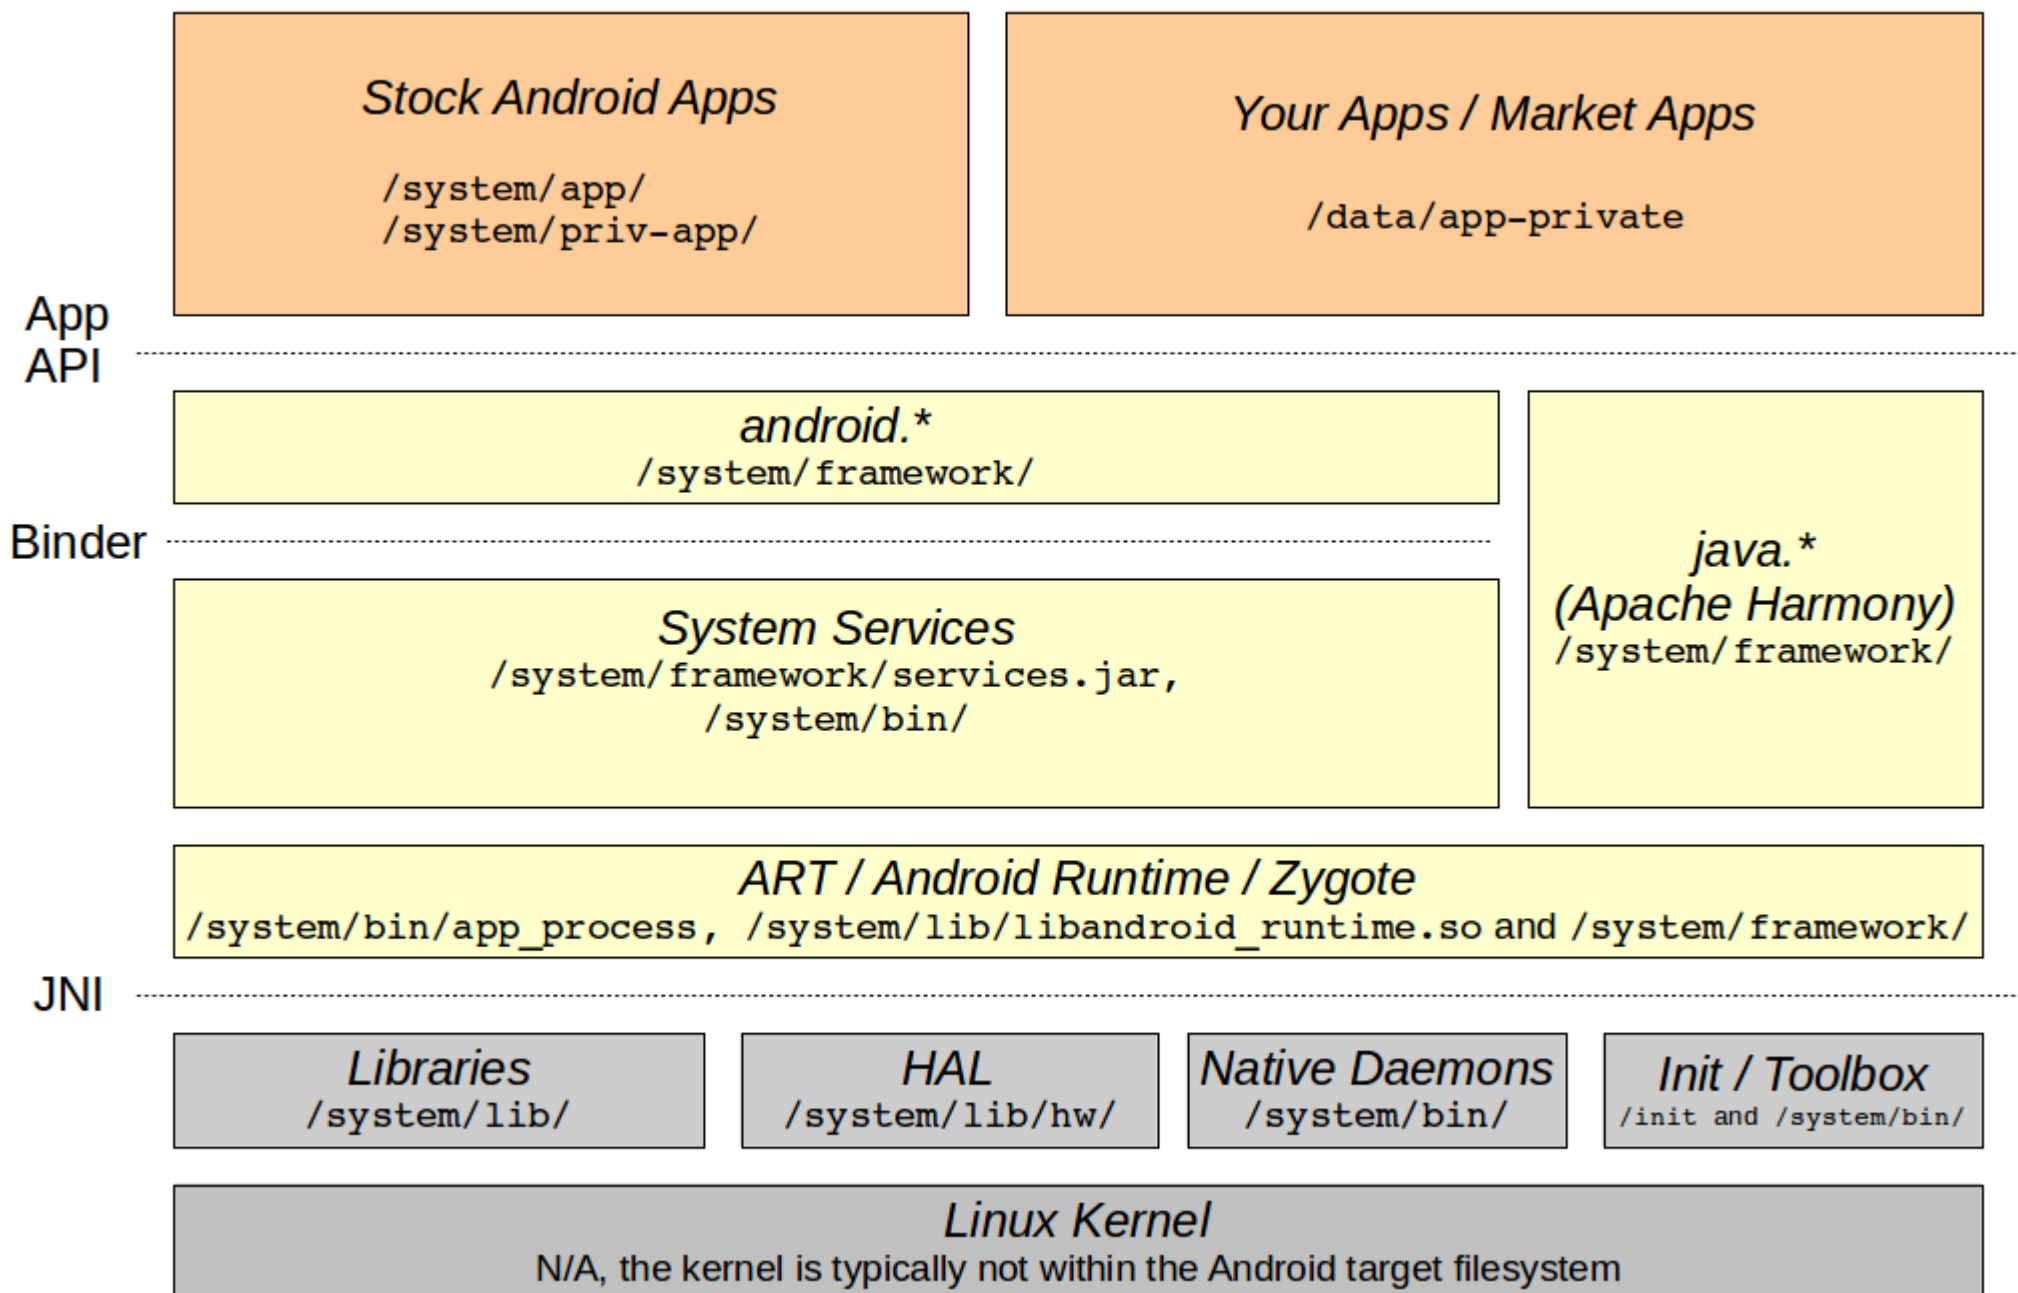 Stock Android Apps
/system/app/
/system/priv-app/
Your Apps / Market Apps
/data/app-private
App
API
android.*
/system/framework/
Binder
System Services
/system/framework/services.jar,
/system/bin/
java.*
(Apache Harmony)
/system/framework/
ART / Android Runtime / Zygote
/system/bin/app_process, /system/lib/libandroid_runtime.so and /system/framework/
JNI
Libraries
/system/lib/
HAL
/system/lib/hw/
Native Daemons
/system/bin/
Init / Toolbox
/init and /system/bin/
Linux Kernel
N/A, the kernel is typically not within the Android target filesystem